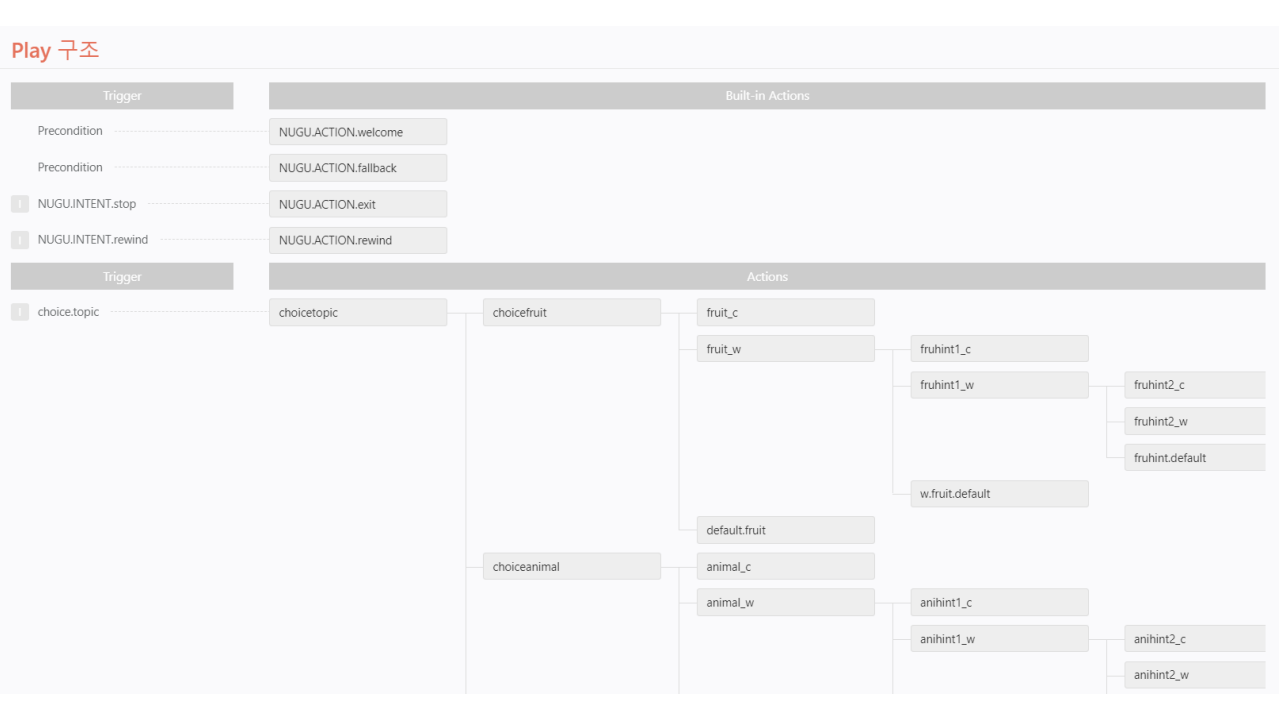 Play 구조
Trigger Built-in Actions
Precondition NUGU.ACTION.welcome
Precondition NUGU.ACTION.fallback
I NUGU.INTENT.stop NUGU.ACTION.exit
I NUGU.INTENT.rewind NUGU.ACTION.rewind
Trigger Actions
I choice.topic choicetopic choicefruit fruit_c
fruit_w fruhint1_c
fruhint1_w fruhint2_c
fruhint2_w
fruhint.default
w.fruit.default
default.fruit
choiceanimal animal_c
animal_w anihint1_c
anihint1_w anihint2_c
anihint2_w